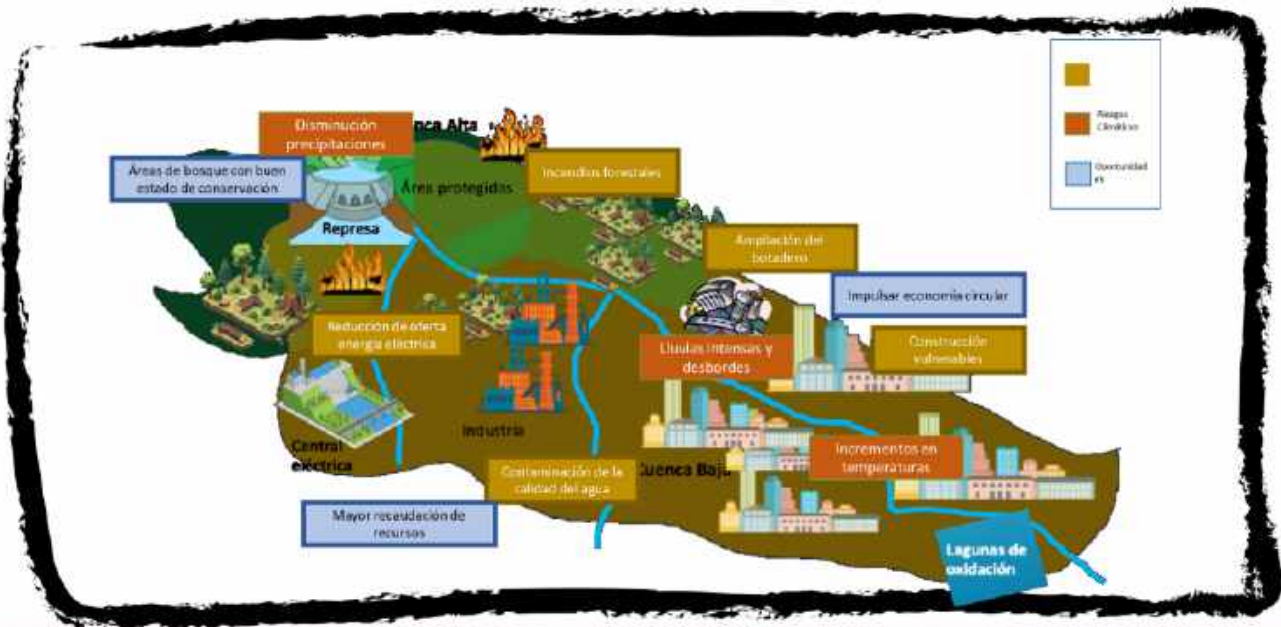 Riesgos
Climáticos
Oportunidad
es
Disminución
precipitaciones
nca Alta
Áreas de bosque con buen
estado de conservación
Área protegidas
Incendios forestales
Represa
Ampliación del
botadero
Impulsar economía circular
Reducción de oferta
energía eléctrica
Lluvias intensas y
desbordes
Construcción
vulnerables
Industria
Central
eléctrica
Contaminación de la
calidad del agua
Cuenca Baja
Incrementos en
temperaturas
Mayor recaudación de
recursos
Lagunas de
oxidación